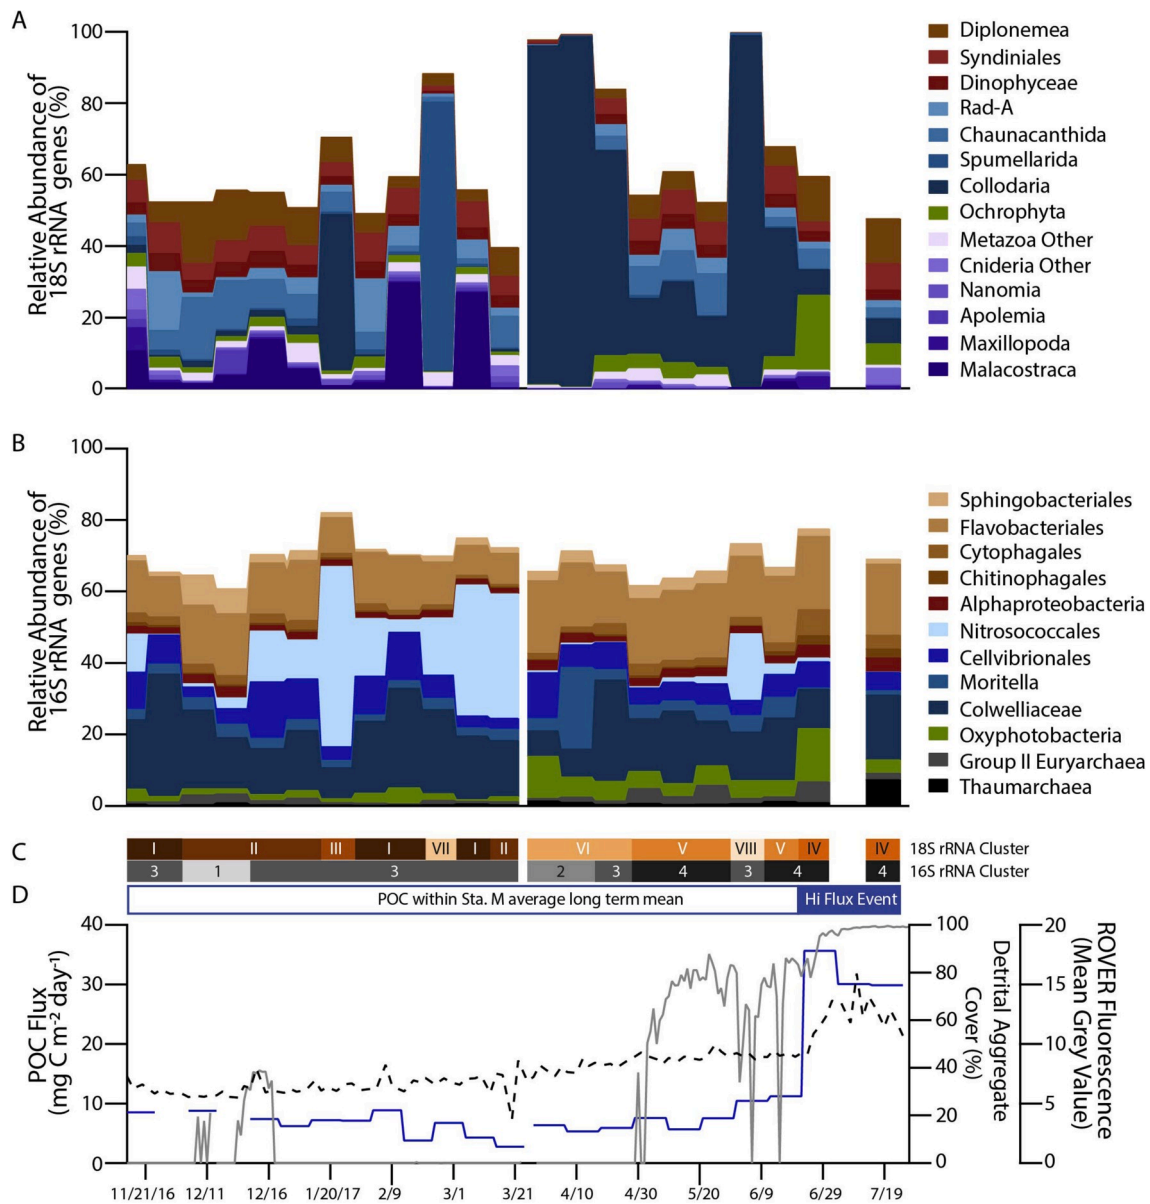 A
Relative Abundance of
18S rRNA genes (%)
100
80
60
40
20
0
Diplonemea
Syndiniales
Dinophyceae
Rad-A
Chaunacanthida
Spumellarida
Collodaria
Ochrophyta
Metazoa Other
Cnideria Other
Nanomia
Apolemia
Maxillopoda
Malacostraca
B
Relative Abundance of
16S rRNA genes (%)
100
80
60
40
20
0
Sphingobacteriales
Flavobacteriales
Cytophagales
Chitinophagales
Alphaproteobacteria
Nitrosococcales
Cellvibrionales
Moritella
Colwelliaceae
Oxyphotobacteria
Group II Euryarchaea
Thaumarchaea
C
I II III I VII I II VI V VIII V IV IV 18S rRNA Cluster
3 1 3 2 3 4 3 4 4 16S rRNA Cluster
D
POC within Sta. M average long term mean Hi Flux Event
POC Flux
(mg C m⁻² day⁻¹)
40
30
20
10
0
100
80
60
40
20
0
Detrital Aggregate
Cover (%)
20
15
10
5
0
ROVER Fluorescence
(Mean Grey Value)
11/21/16 12/11 12/16 1/20/17 2/9 3/1 3/21 4/10 4/30 5/20 6/9 6/29 7/19